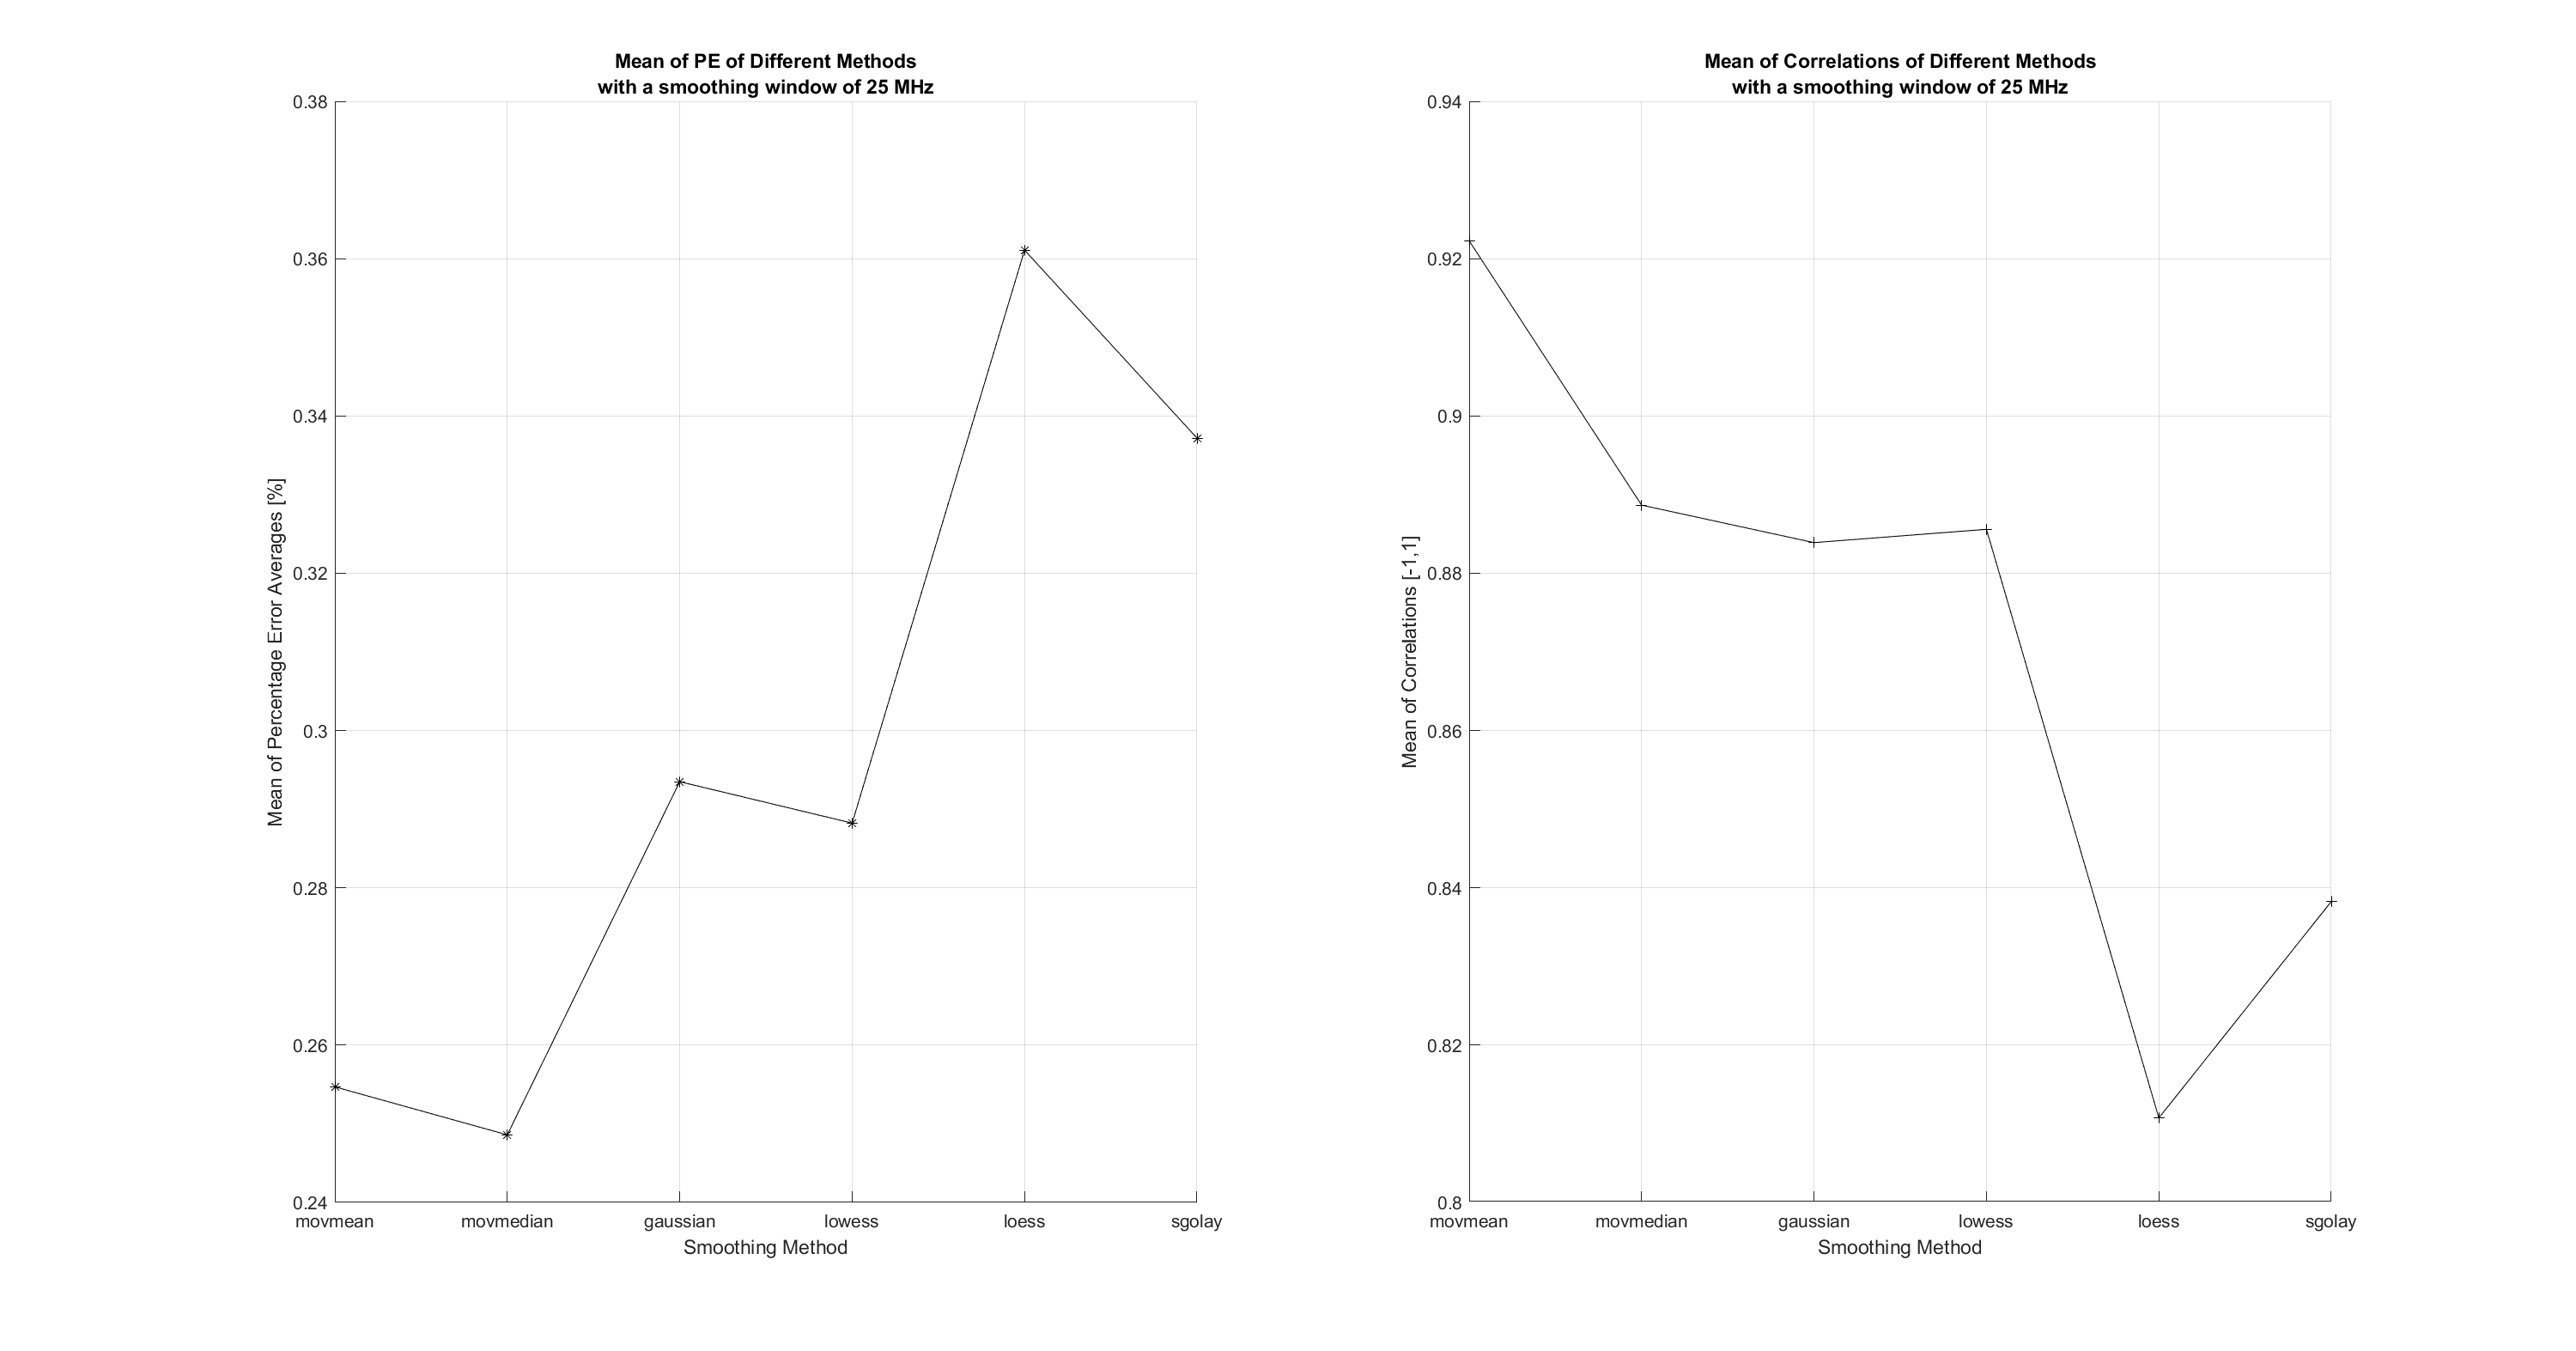 Mean of PE of Different Methods
with a smoothing window of 25 MHz
0.38
0.36
0.34
0.32
0.3
0.28
0.26
0.24
Mean of Percentage Error Averages [%]
movmean movmedian gaussian lowess loess sgolay
Smoothing Method
Mean of Correlations of Different Methods
with a smoothing window of 25 MHz
0.94
0.92
0.9
0.88
0.86
0.84
0.82
0.8
Mean of Correlations [-1,1]
movmean movmedian gaussian lowess loess sgolay
Smoothing Method